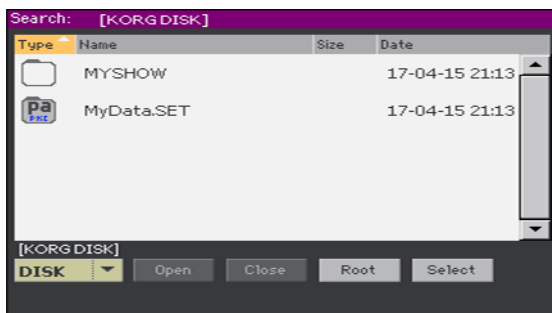 Search: [KORG DISK]
Type Name Size Date
MYSHOW 17-04-15 21:13
Pa PKG MyData.SET 17-04-15 21:13
[KORG DISK]
DISK Open Close Root Select